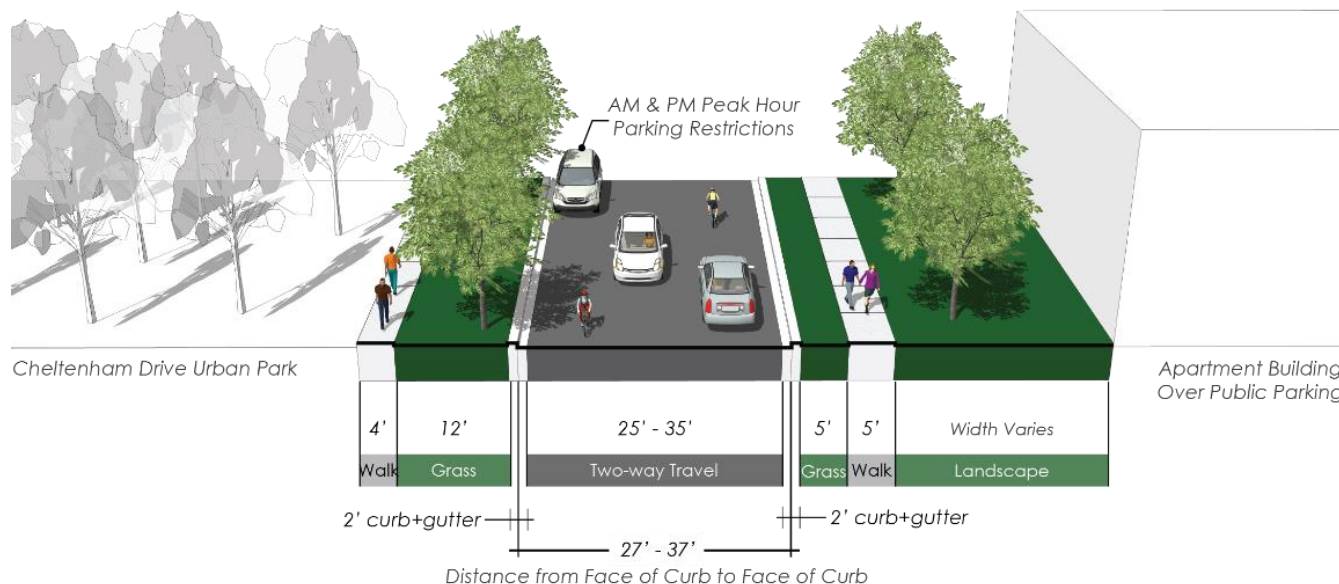 AM & PM Peak Hour
Parking Restrictions
Cheltenham Drive Urban Park
Apartment Building
Over Public Parking
4' 12' 25' - 35' 5' 5' Width Varies
Walk Grass Two-way Travel Grass Walk Landscape
2' curb+gutter 2' curb+gutter
27' - 37'
Distance from Face of Curb to Face of Curb